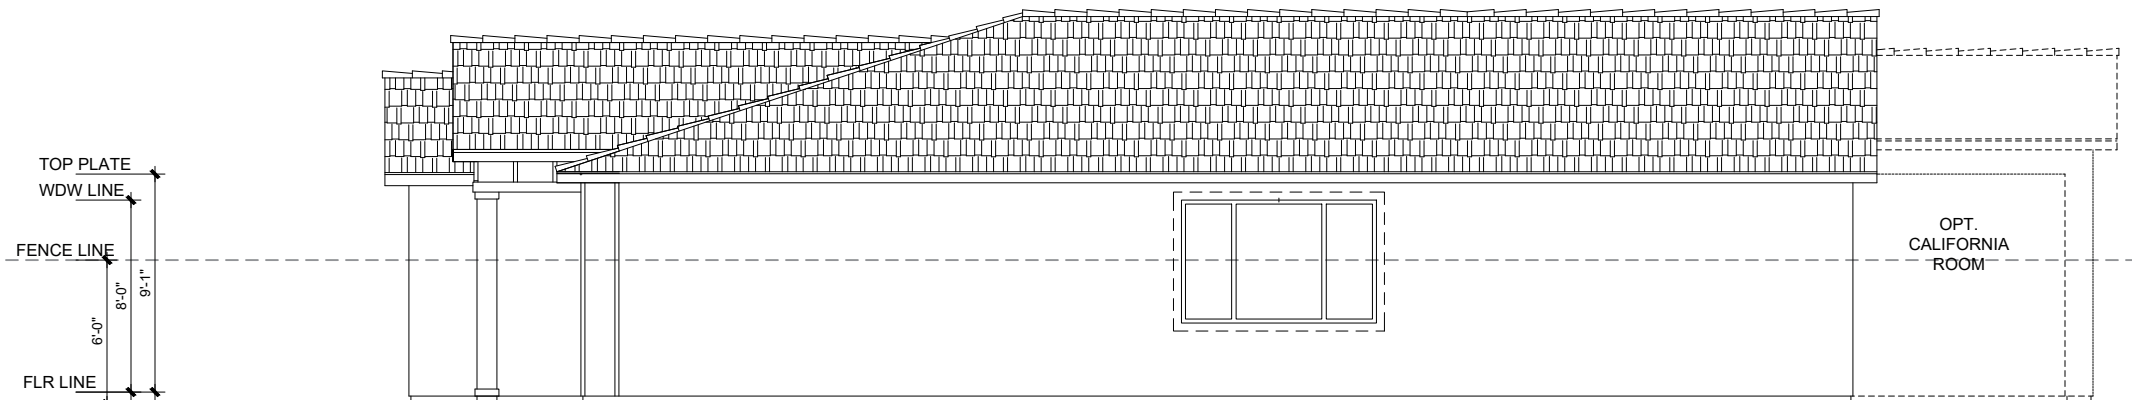 TOP PLATE
WDW LINE
FENCE LINE
FLR LINE
6'-0"
8'-0"
9'-1"
OPT.
CALIFORNIA
ROOM